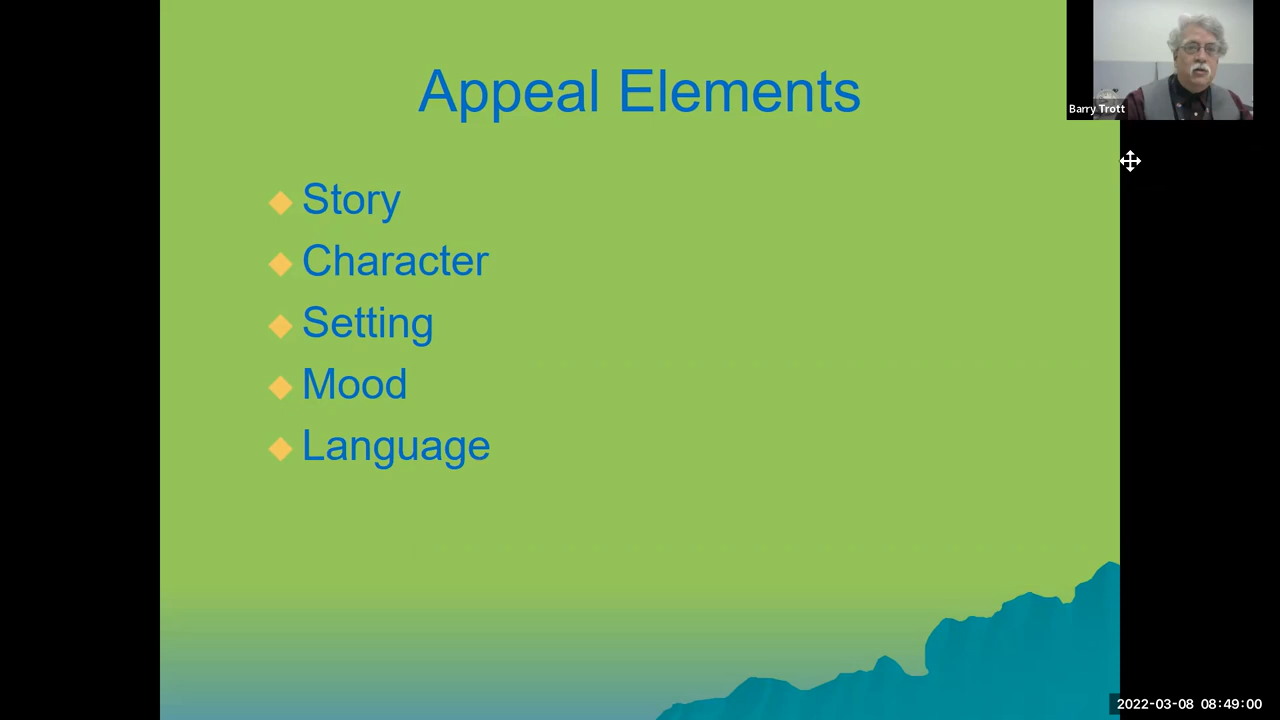 Appeal Elements
Barry Trott
Story
Character
Setting
Mood
Language
2022-03-08 08:49:00